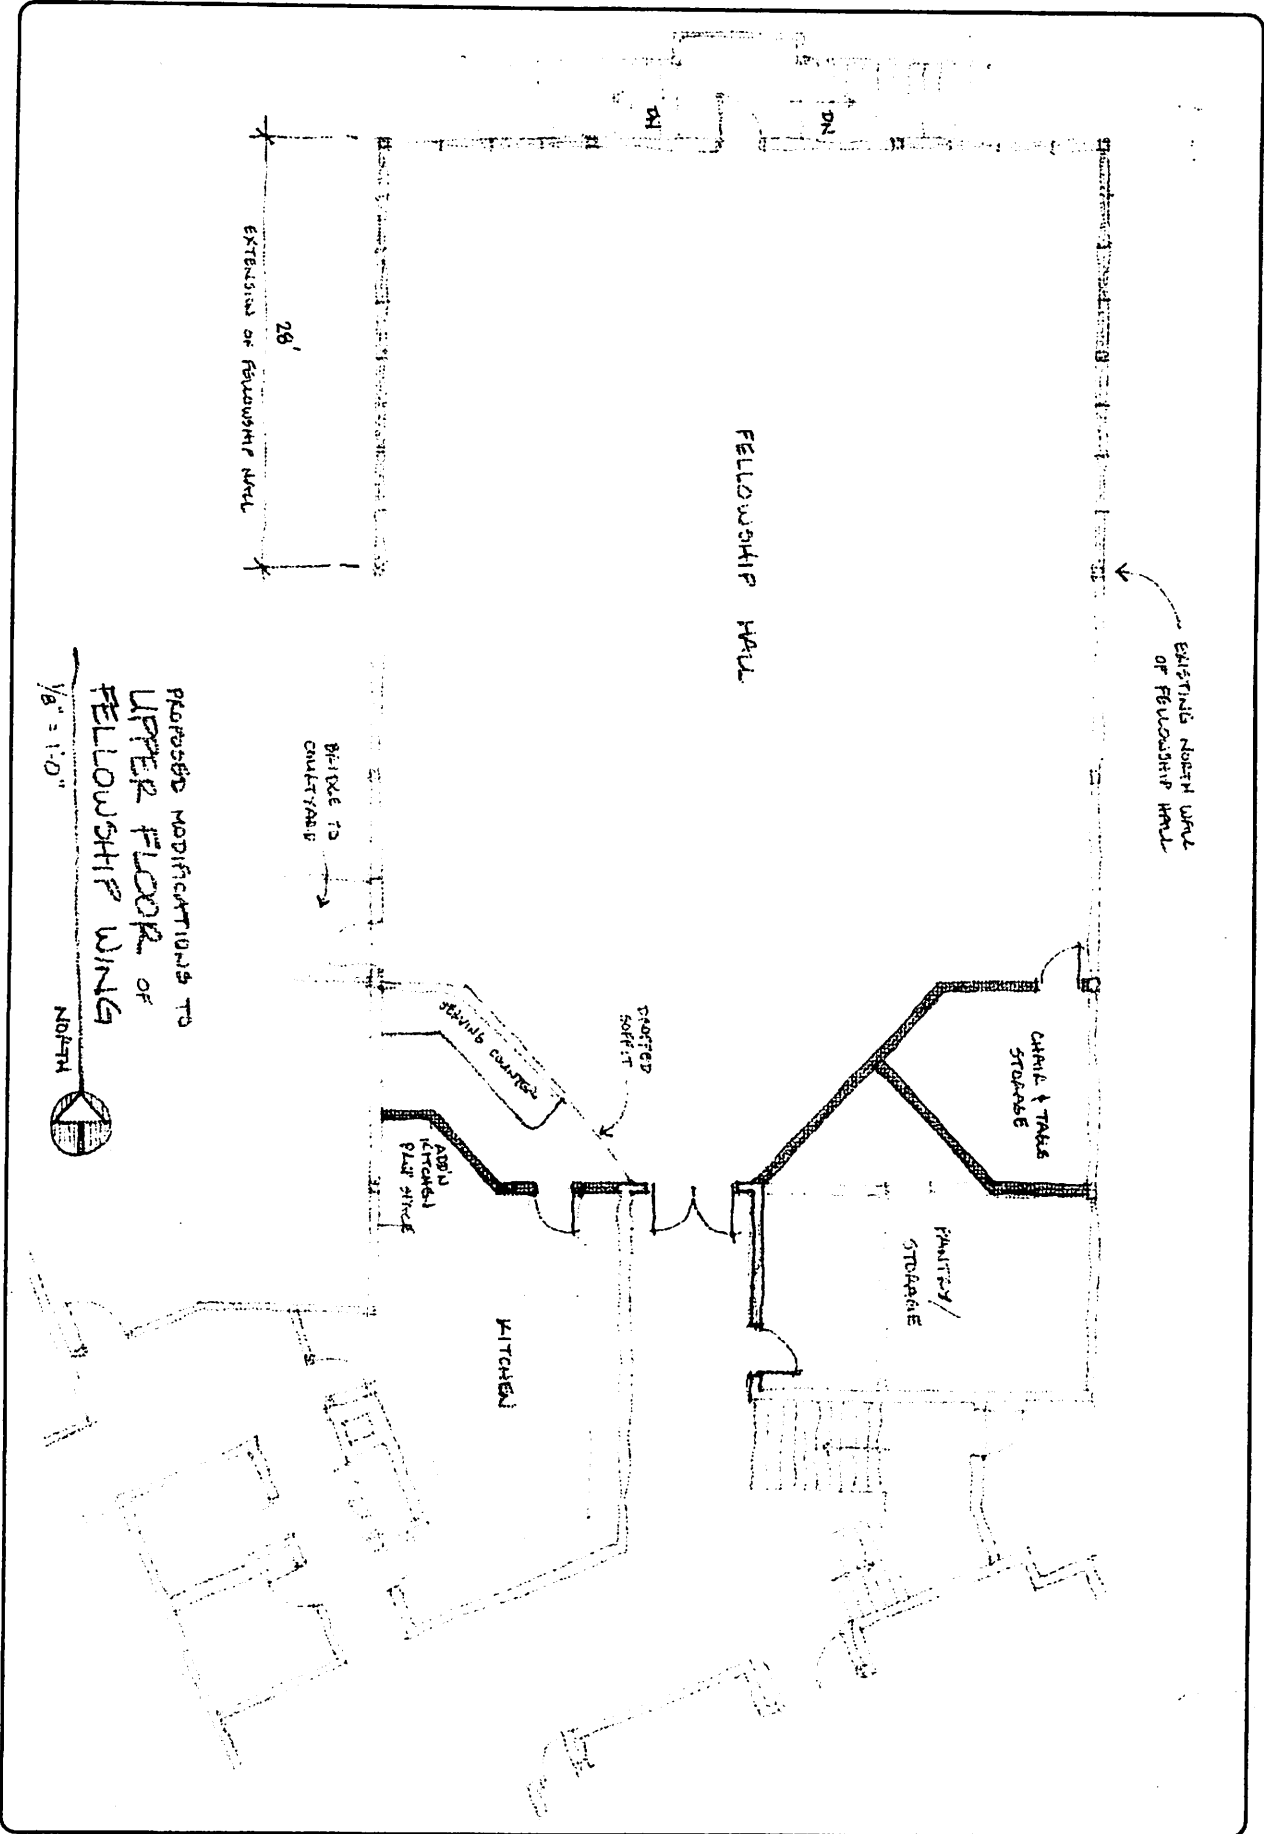 DN
DN
FELLOWSHIP HALL
EXISTING NORTH WALL
OF FELLOWSHIP HALL
28'
EXTENSION OF FELLOWSHIP HALL
BRIDGE TO
COURTYARD
DROPPED
SOFFIT
SERVING COUNTER
CHAIR & TABLE
STORAGE
ADD'N
KITCHEN
PANTRY/
STORAGE
KITCHEN
PROPOSED MODIFICATIONS TO
UPPER FLOOR OF
FELLOWSHIP WING
1/8" = 1'0"
NORTH